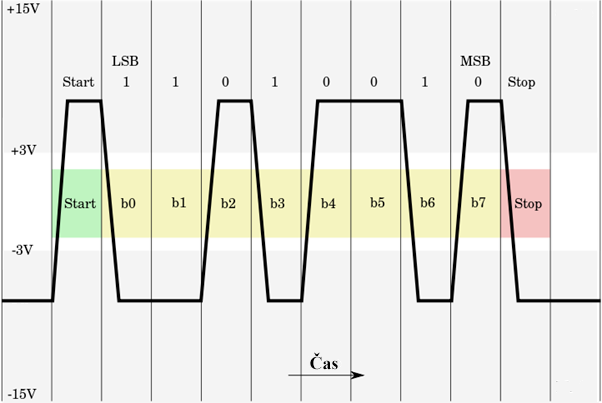 +15V
LSB MSB
Start 1 1 0 1 0 0 1 0 Stop
+3V
Start b0 b1 b2 b3 b4 b5 b6 b7 Stop
-3V
Čas
-15V